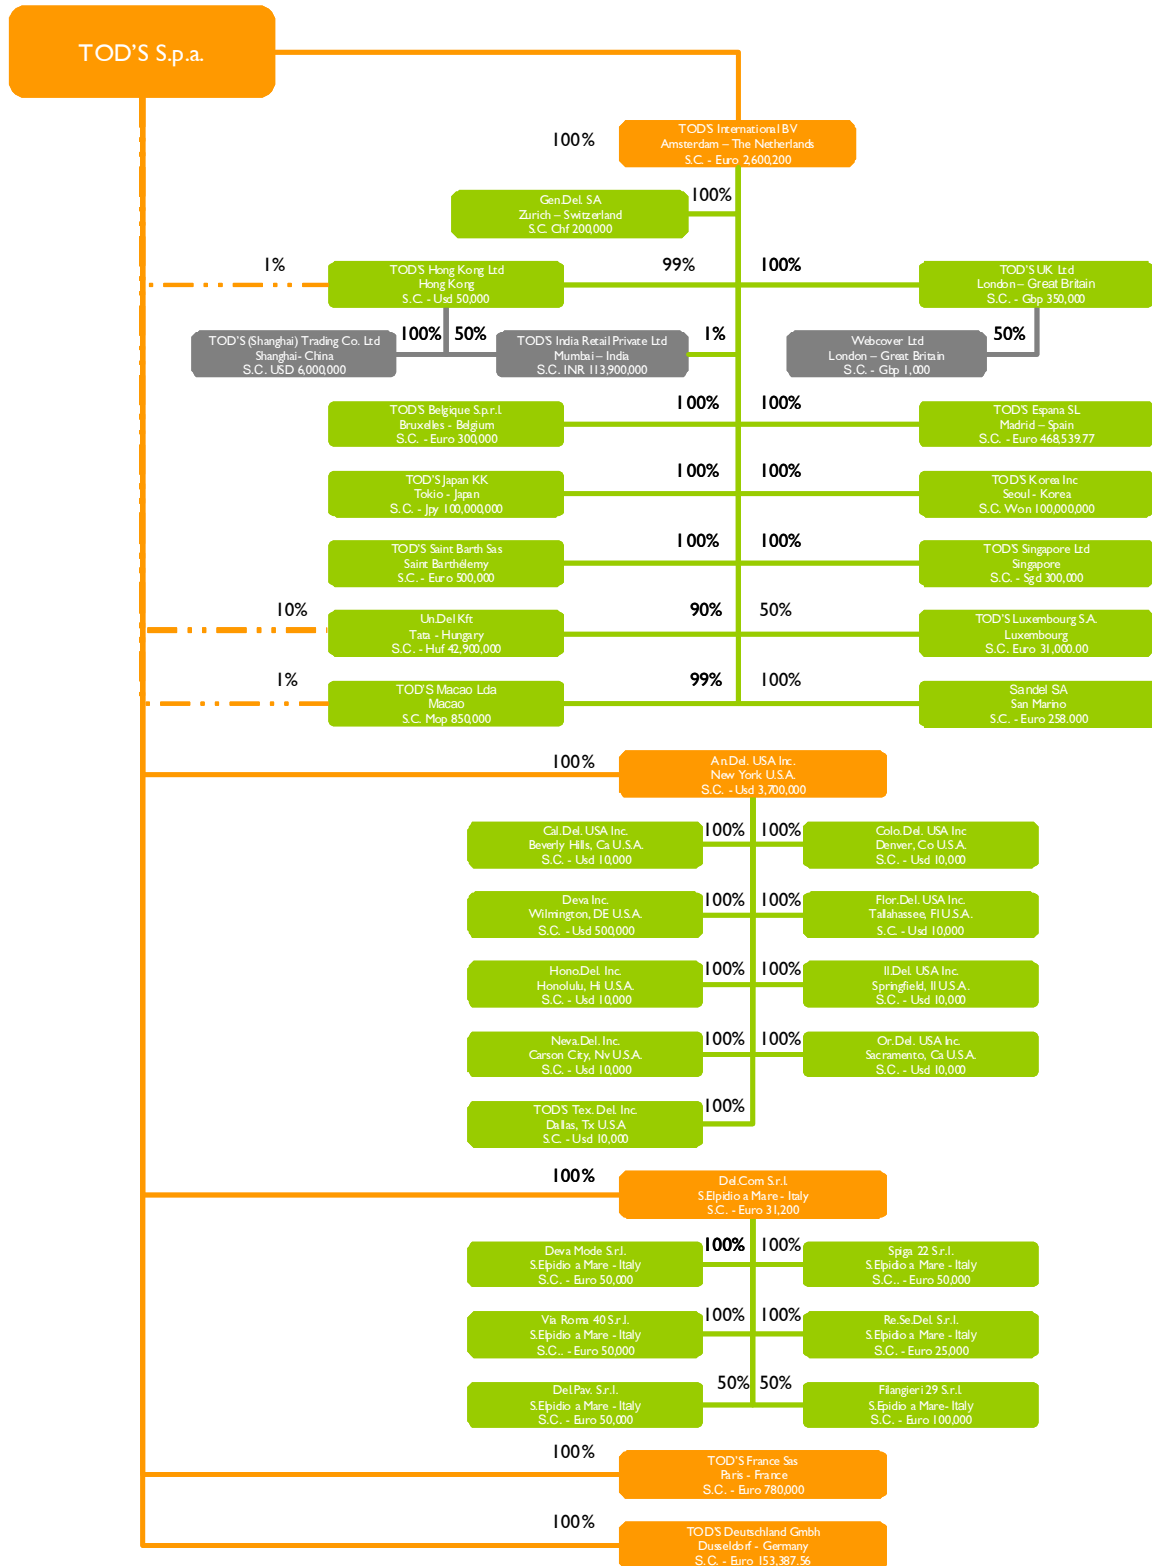 TOD'S S.p.a.
100%
TOD'S International BV
Amsterdam – The Netherlands
S.C. - Euro 2,600,200
100%
Gen.Del. SA
Zurich – Switzerland
S.C. Chf 200,000
1%
TOD'S Hong Kong Ltd
Hong Kong
S.C. - Usd 50,000
99%
100%
TOD'S UK Ltd
London – Great Britain
S.C. - Gbp 350,000
TOD'S (Shanghai) Trading Co. Ltd
Shanghai- China
S.C. USD 6,000,000
100%
50%
TOD'S India Retail Private Ltd
Mumbai – India
S.C. INR 113,900,000
1%
Webcover Ltd
London – Great Britain
S.C. - Gbp 1,000
50%
TOD'S Belgique S.p.r.l.
Bruxelles - Belgium
S.C. - Euro 300,000
100%
100%
TOD'S Espana SL
Madrid – Spain
S.C. - Euro 468,539.77
TOD'S Japan KK
Tokio - Japan
S.C. - Jpy 100,000,000
100%
100%
TOD'S Korea Inc
Seoul - Korea
S.C. Won 100,000,000
TOD'S Saint Barth Sas
Saint Barthélemy
S.C. - Euro 500,000
100%
100%
TOD'S Singapore Ltd
Singapore
S.C. - Sgd 300,000
10%
Un.Del Kft
Tata - Hungary
S.C. - Huf 42,900,000
90%
50%
TOD'S Luxembourg S.A.
Luxembourg
S.C. Euro 31,000.00
1%
TOD'S Macao Lda
Macao
S.C. Mop 850,000
99%
100%
Sandel SA
San Marino
S.C. - Euro 258.000
100%
An.Del. USA Inc.
New York U.S.A.
S.C. - Usd 3,700,000
Cal.Del. USA Inc.
Beverly Hills, Ca U.S.A.
S.C. - Usd 10,000
100%
100%
Colo.Del. USA Inc
Denver, Co U.S.A.
S.C. - Usd 10,000
Deva Inc.
Wilmington, DE U.S.A.
S.C. - Usd 500,000
100%
100%
Flor.Del. USA Inc.
Tallahassee, Fl U.S.A.
S.C. - Usd 10,000
Hono.Del. Inc.
Honolulu, Hi U.S.A.
S.C. - Usd 10,000
100%
100%
Il.Del. USA Inc.
Springfield, Il U.S.A.
S.C. - Usd 10,000
Neva.Del. Inc.
Carson City, Nv U.S.A.
S.C. - Usd 10,000
100%
100%
Or.Del. USA Inc.
Sacramento, Ca U.S.A.
S.C. - Usd 10,000
TOD'S Tex. Del. Inc.
Dallas, Tx U.S.A
S.C. - Usd 10,000
100%
100%
Del.Com S.r.l.
S.Elpidio a Mare - Italy
S.C. - Euro 31,200
Deva Mode S.r.l.
S.Elpidio a Mare - Italy
S.C. - Euro 50,000
100%
100%
Spiga 22 S.r.l.
S.Elpidio a Mare - Italy
S.C.. - Euro 50,000
Via Roma 40 S.r.l.
S.Elpidio a Mare - Italy
S.C.. - Euro 50,000
100%
100%
Re.Se.Del. S.r.l.
S.Elpidio a Mare - Italy
S.C. - Euro 25,000
Del.Pav. S.r.l.
S.Elpidio a Mare - Italy
S.C. - Euro 50,000
50%
50%
Filangieri 29 S.r.l.
S.Epidio a Mare- Italy
S.C. - Euro 100,000
100%
TOD'S France Sas
Paris - France
S.C. - Euro 780,000
100%
TOD'S Deutschland Gmbh
Dusseldorf - Germany
S.C. - Euro 153,387.56